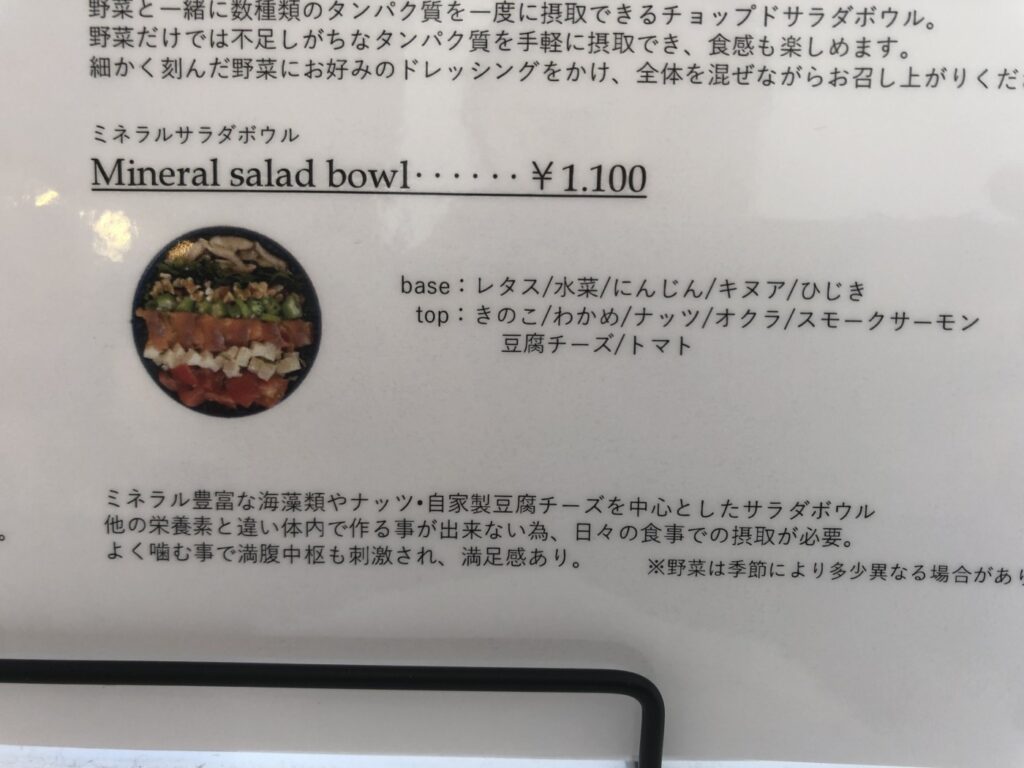 野菜と一緒に数種類のタンパク質を一度に摂取できるチョップドサラダボウル。
野菜だけでは不足しがちなタンパク質を手軽に摂取でき、食感も楽しめます。
細かく刻んだ野菜にお好みのドレッシングをかけ、全体を混ぜながらお召し上がりくだ
ミネラルサラダボウル
Mineral salad bowl‥‥‥¥1.100
base：レタス/水菜/にんじん/キヌア/ひじき
top：きのこ/わかめ/ナッツ/オクラ/スモークサーモン
豆腐チーズ/トマト
ミネラル豊富な海藻類やナッツ・自家製豆腐チーズを中心としたサラダボウル
他の栄養素と違い体内で作る事が出来ない為、日々の食事での摂取が必要。
よく噛む事で満腹中枢も刺激され、満足感あり。
※野菜は季節により多少異なる場合があり